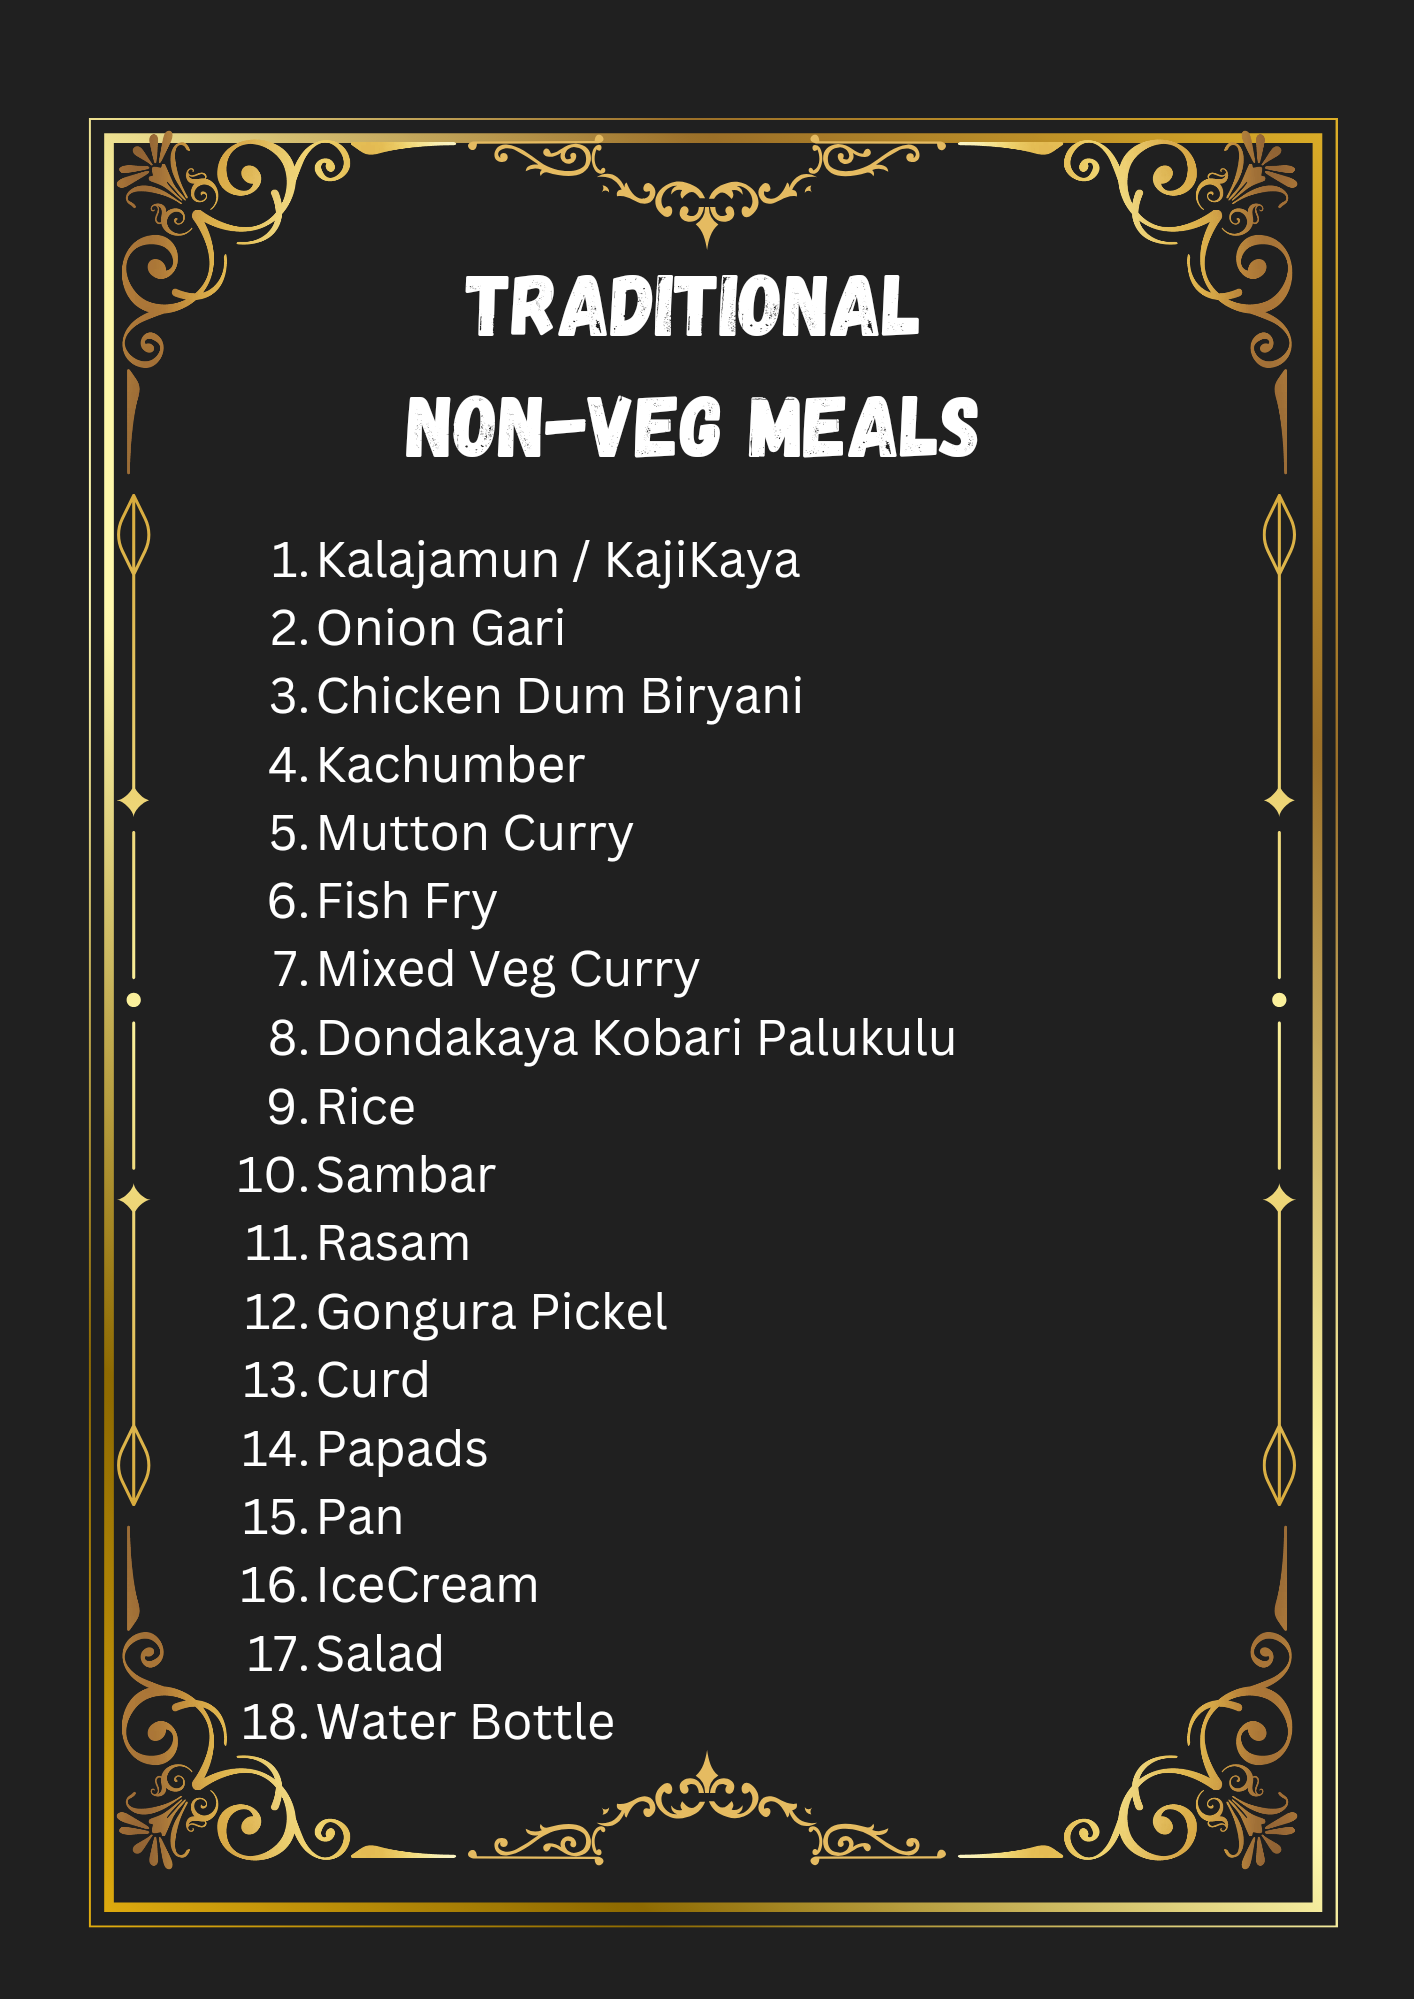 TRADITIONAL
NON-VEG MEALS
1. Kalajamun / KajiKaya
2. Onion Gari
3. Chicken Dum Biryani
4. Kachumber
5. Mutton Curry
6. Fish Fry
7. Mixed Veg Curry
8. Dondakaya Kobari Palukulu
9. Rice
10. Sambar
11. Rasam
12. Gongura Pickel
13. Curd
14. Papads
15. Pan
16. IceCream
17. Salad
18. Water Bottle